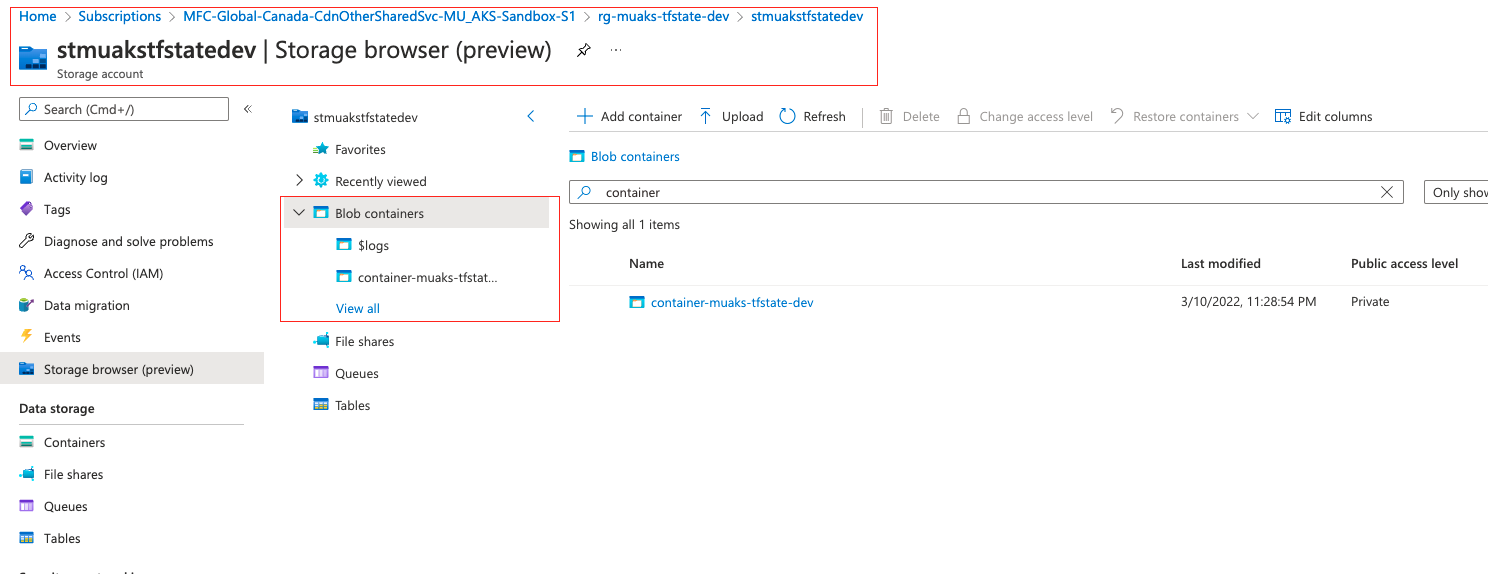 Home > Subscriptions > MFC-Global-Canada-CdnOtherSharedSvc-MU_AKS-Sandbox-S1 > rg-muaks-tfstate-dev > stmuakstfstatedev
stmuakstfstatedev | Storage browser (preview) ...
Storage account
Search (Cmd+/) «
Overview
Activity log
Tags
Diagnose and solve problems
Access Control (IAM)
Data migration
Events
Storage browser (preview)
Data storage
Containers
File shares
Queues
Tables
stmuakstfstatedev
Favorites
Recently viewed
Blob containers
$logs
container-muaks-tfstat...
View all
File shares
Queues
Tables
Add container Upload Refresh Delete Change access level Restore containers Edit columns
Blob containers
container Only
Showing all 1 items
Name Last modified Public access level
container-muaks-tfstate-dev 3/10/2022, 11:28:54 PM Private